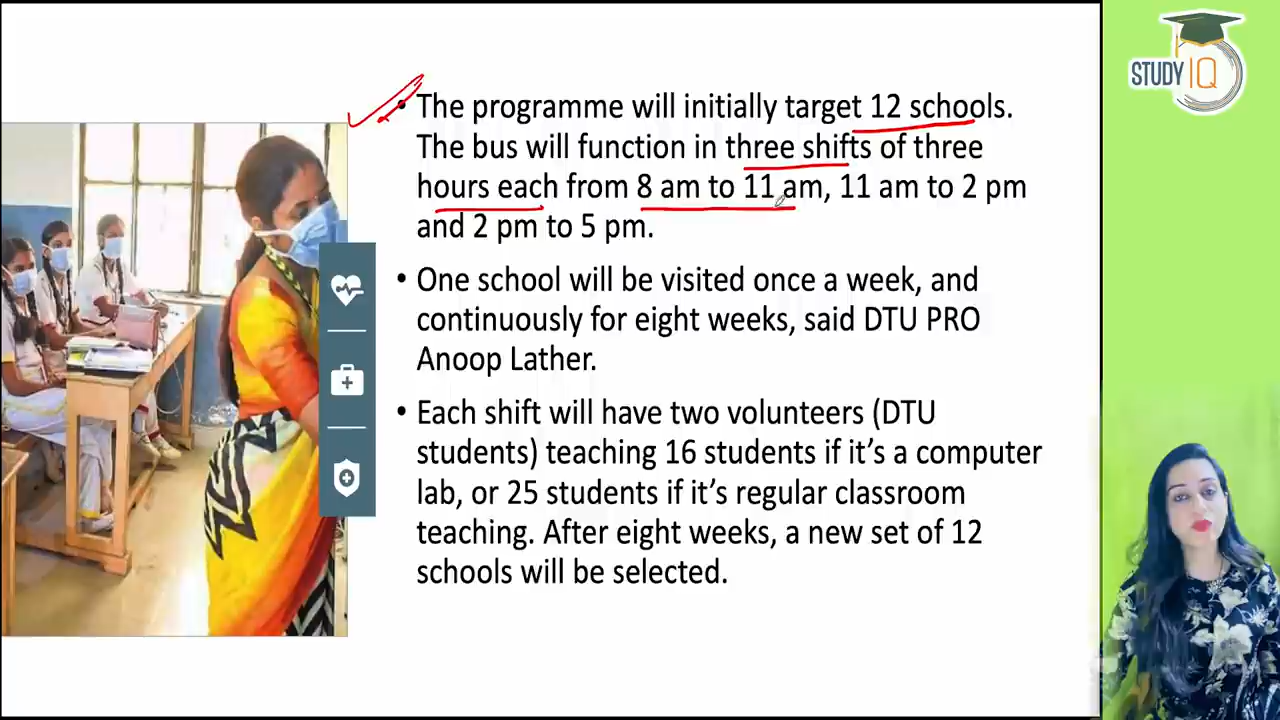 STUDY IQ
• The programme will initially target 12 schools.
The bus will function in three shifts of three
hours each from 8 am to 11 am, 11 am to 2 pm
and 2 pm to 5 pm.
• One school will be visited once a week, and
continuously for eight weeks, said DTU PRO
Anoop Lather.
• Each shift will have two volunteers (DTU
students) teaching 16 students if it’s a computer
lab, or 25 students if it’s regular classroom
teaching. After eight weeks, a new set of 12
schools will be selected.